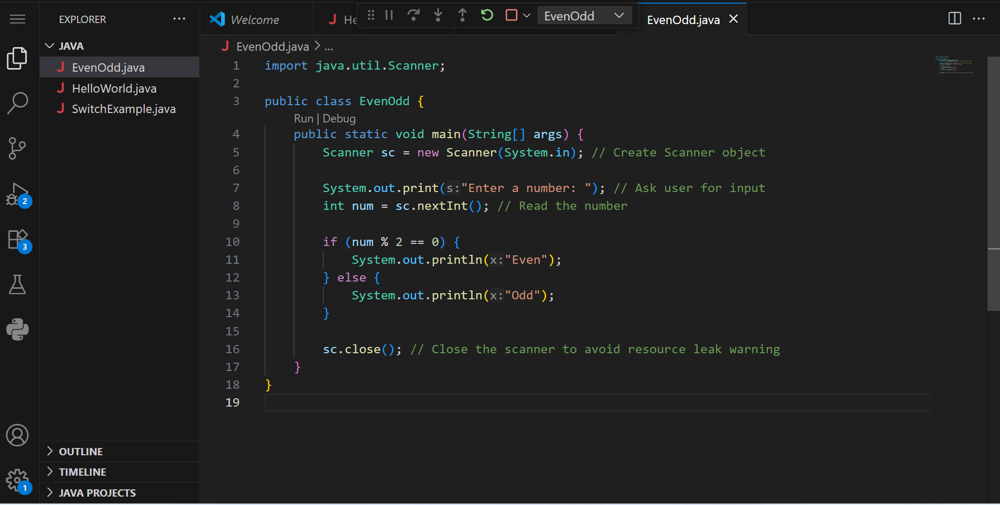 EXPLORER
JAVA
EvenOdd.java
HelloWorld.java
SwitchExample.java
2
3
1
OUTLINE
TIMELINE
JAVA PROJECTS
Welcome
He
EvenOdd
EvenOdd.java
EvenOdd.java > ...
1 import java.util.Scanner;
2
3 public class EvenOdd {
Run | Debug
4 public static void main(String[] args) {
5 Scanner sc = new Scanner(System.in); // Create Scanner object
6
7 System.out.print(s:"Enter a number: "); // Ask user for input
8 int num = sc.nextInt(); // Read the number
9
10 if (num % 2 == 0) {
11 System.out.println(x:"Even");
12 } else {
13 System.out.println(x:"Odd");
14 }
15
16 sc.close(); // Close the scanner to avoid resource leak warning
17 }
18 }
19